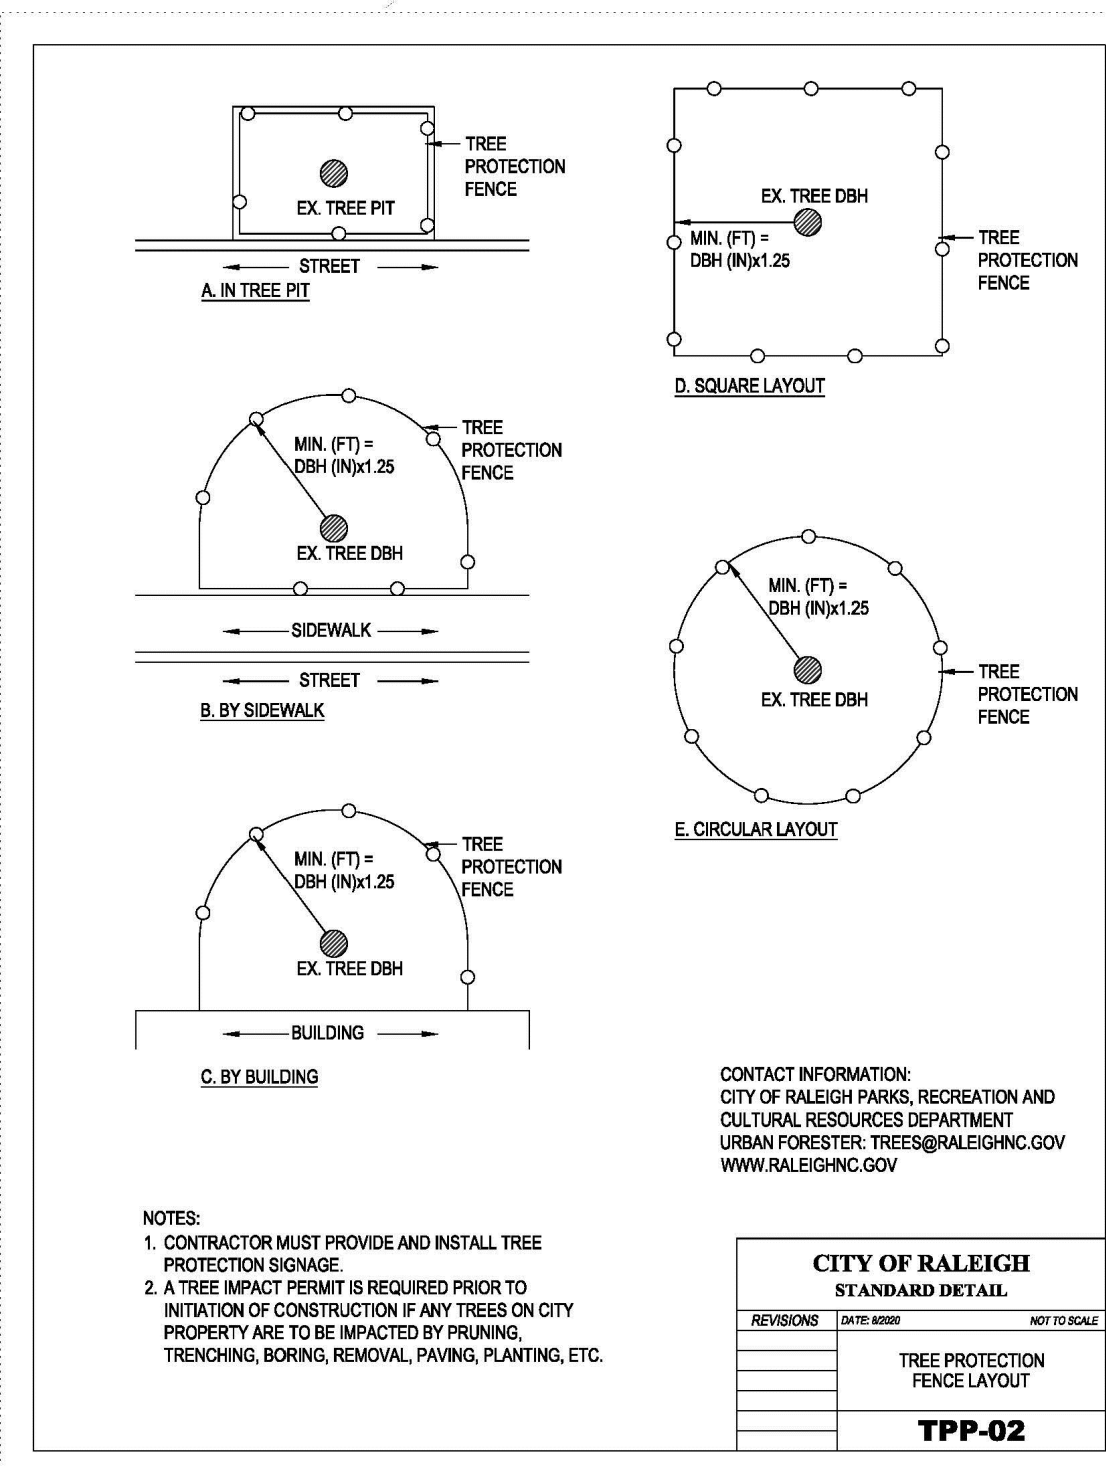 TREE
PROTECTION
FENCE
EX. TREE PIT
STREET
A. IN TREE PIT
EX. TREE DBH
MIN. (FT) =
DBH (IN)x1.25
TREE
PROTECTION
FENCE
D. SQUARE LAYOUT
MIN. (FT) =
DBH (IN)x1.25
TREE
PROTECTION
FENCE
EX. TREE DBH
SIDEWALK
STREET
B. BY SIDEWALK
MIN. (FT) =
DBH (IN)x1.25
EX. TREE DBH
TREE
PROTECTION
FENCE
E. CIRCULAR LAYOUT
MIN. (FT) =
DBH (IN)x1.25
TREE
PROTECTION
FENCE
EX. TREE DBH
BUILDING
C. BY BUILDING
CONTACT INFORMATION:
CITY OF RALEIGH PARKS, RECREATION AND
CULTURAL RESOURCES DEPARTMENT
URBAN FORESTER: TREES@RALEIGHNC.GOV
WWW.RALEIGHNC.GOV
NOTES:
1. CONTRACTOR MUST PROVIDE AND INSTALL TREE
PROTECTION SIGNAGE.
2. A TREE IMPACT PERMIT IS REQUIRED PRIOR TO
INITIATION OF CONSTRUCTION IF ANY TREES ON CITY
PROPERTY ARE TO BE IMPACTED BY PRUNING,
TRENCHING, BORING, REMOVAL, PAVING, PLANTING, ETC.
CITY OF RALEIGH
STANDARD DETAIL
REVISIONS DATE: 8/2020 NOT TO SCALE
TREE PROTECTION
FENCE LAYOUT
TPP-02